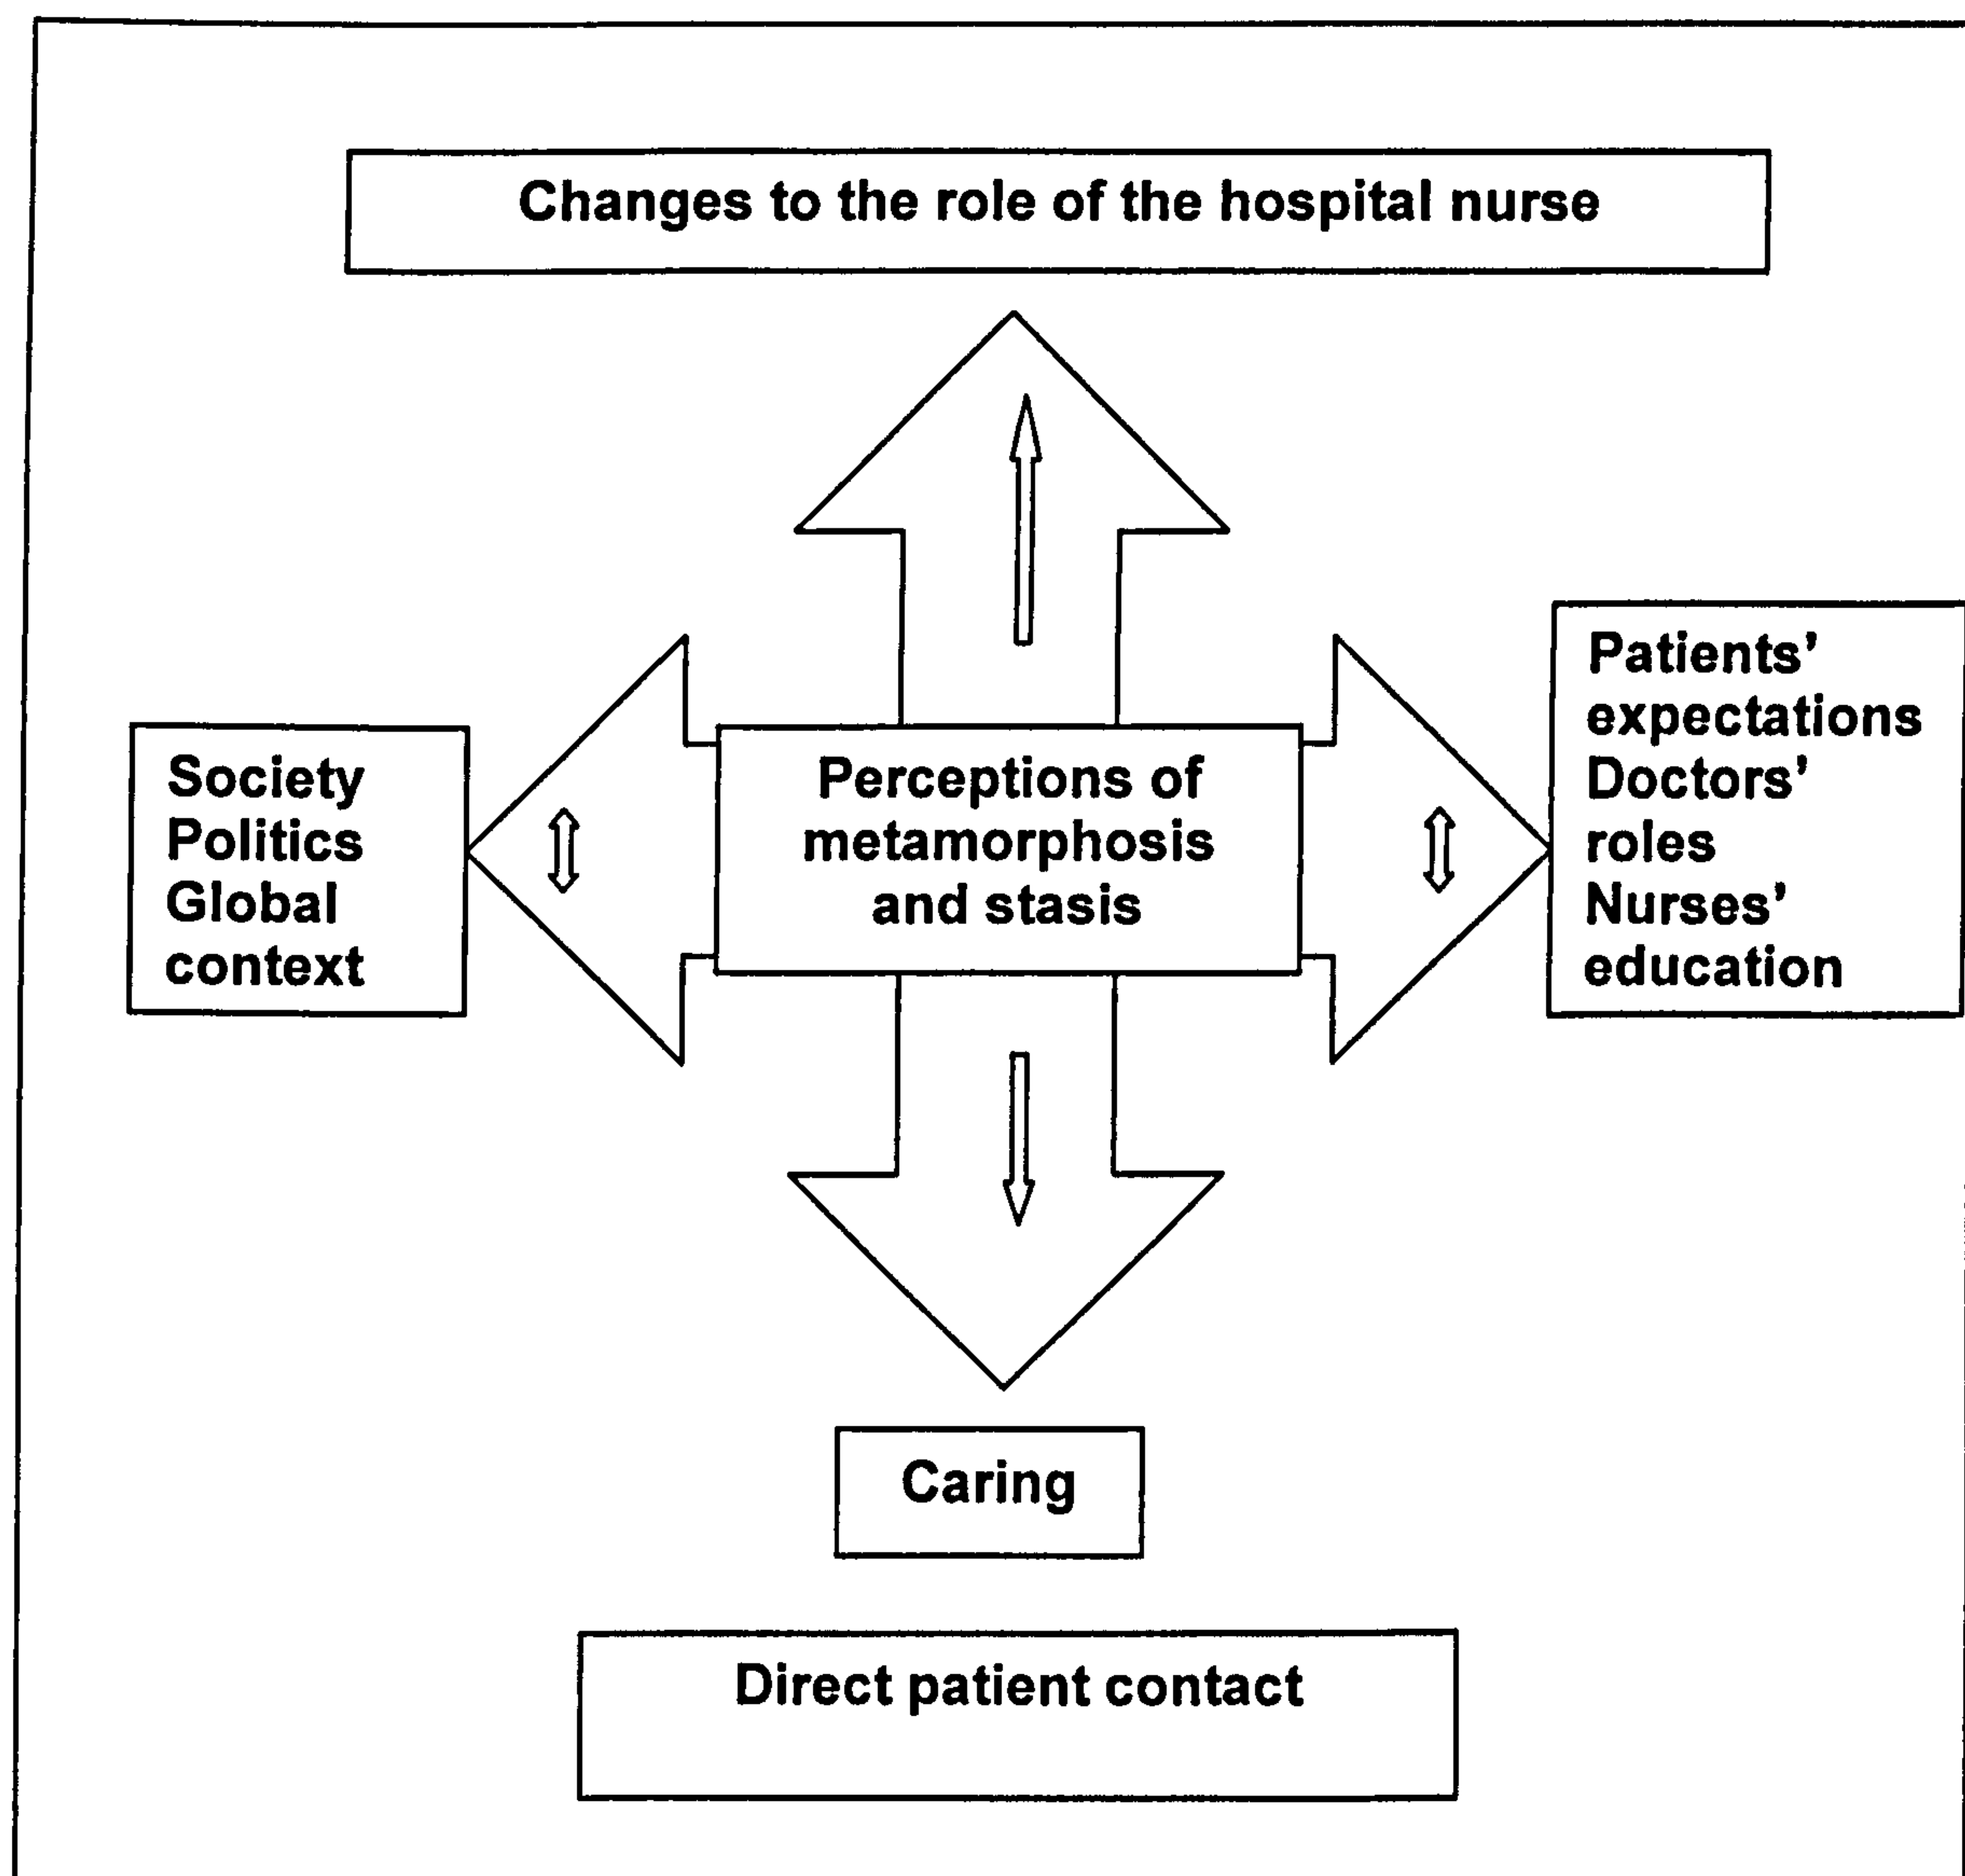 Changes to the role of the hospital nurse
Society
Politics
Global
context
Perceptions of
metamorphosis
and stasis
Patients’
expectations
Doctors’
roles
Nurses’
education
Caring
Direct patient contact